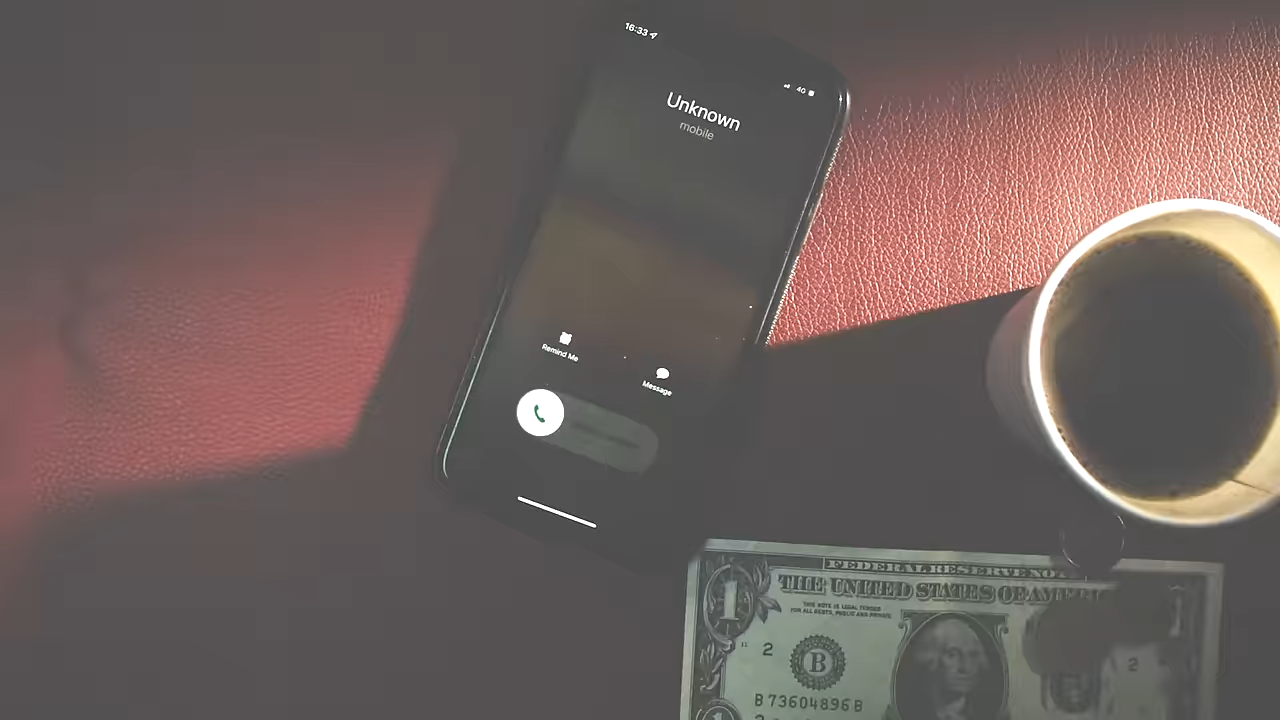 16:33
4G
Unknown
mobile
Remind Me
Message
FEDERAL RESERVE NOTE
THE UNITED STATES OF AMERICA
THIS NOTE IS LEGAL TENDER
FOR ALL DEBTS, PUBLIC AND PRIVATE
1
1
2
B
2
B 73604896 B